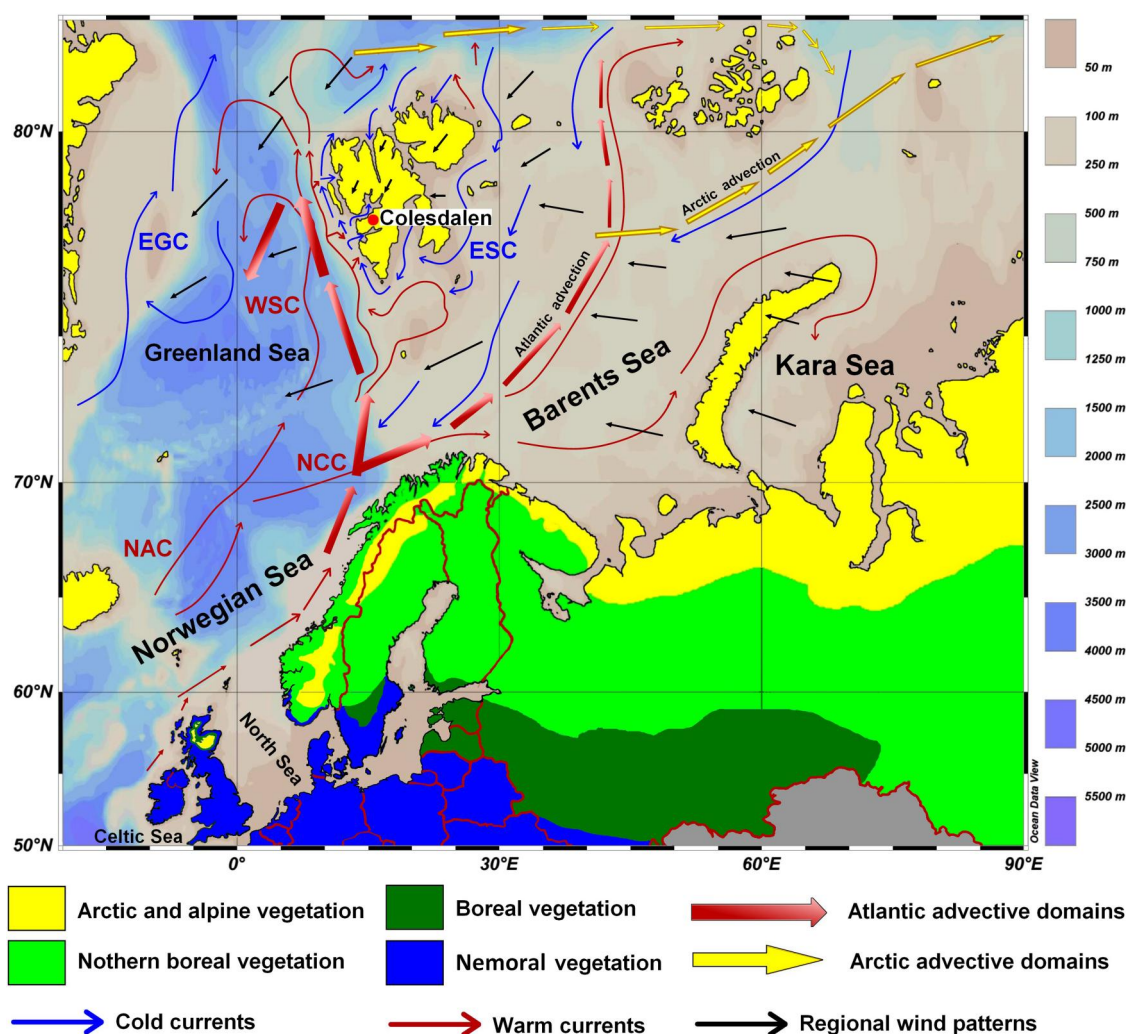 80°N
70°N
60°N
50°N
0°
30°E
60°E
90°E
Colesdalen
EGC
ESC
WSC
Greenland Sea
Arctic advection
Atlantic advection
Barents Sea
Kara Sea
NCC
NAC
Norwegian Sea
North Sea
Celtic Sea
Ocean Data View
50 m
100 m
250 m
500 m
750 m
1000 m
1250 m
1500 m
2000 m
2500 m
3000 m
3500 m
4000 m
4500 m
5000 m
5500 m
Arctic and alpine vegetation
Boreal vegetation
Atlantic advective domains
Nothern boreal vegetation
Nemoral vegetation
Arctic advective domains
Cold currents
Warm currents
Regional wind patterns